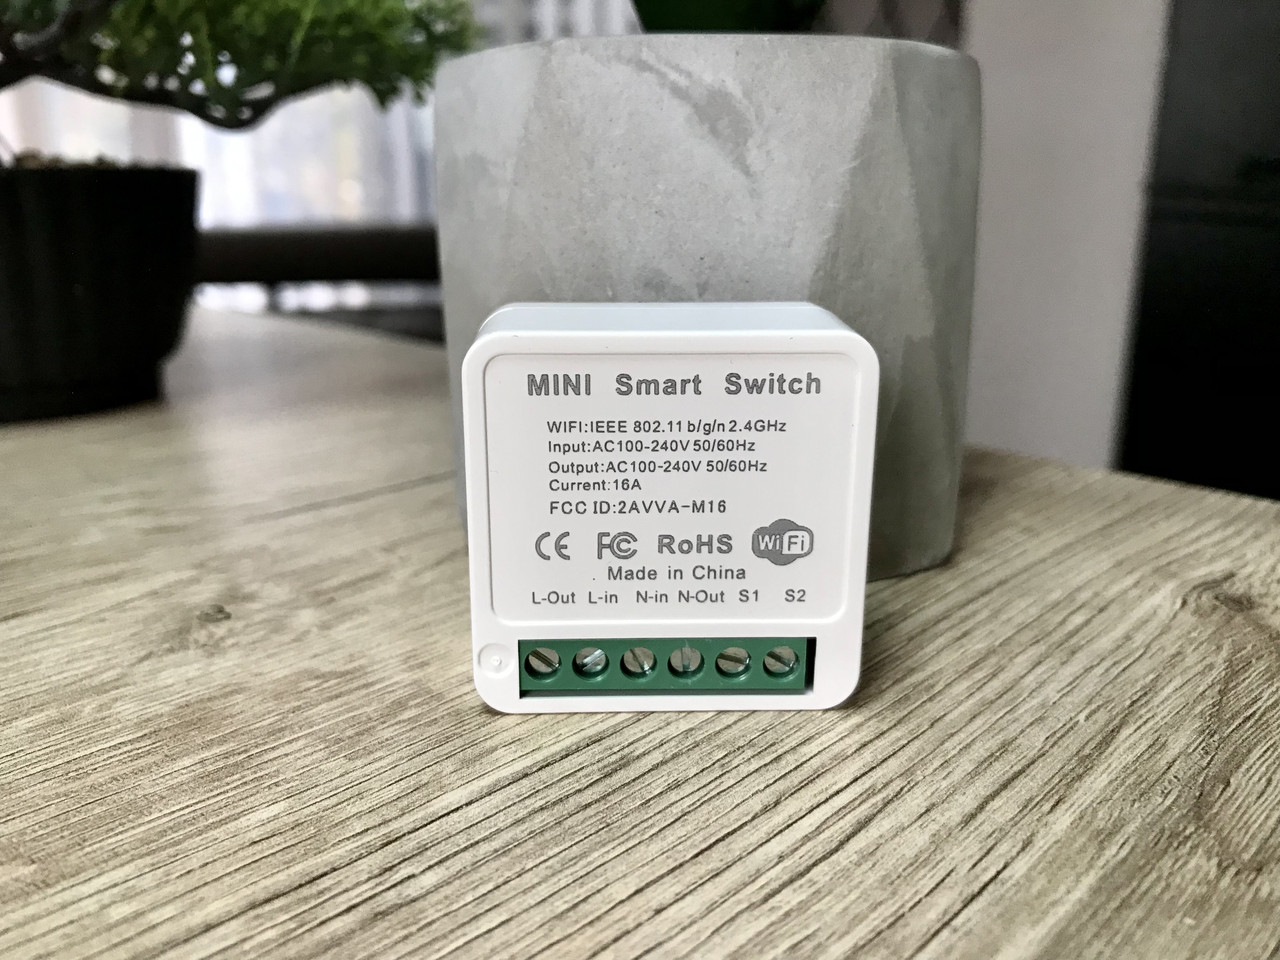 MINI Smart Switch
WIFI:IEEE 802.11 b/g/n 2.4GHz
Input:AC100-240V 50/60Hz
Output:AC100-240V 50/60Hz
Current:16A
FCC ID:2AVVA-M16
CE FC RoHS WiFi
Made in China
L-Out L-in N-in N-Out S1 S2